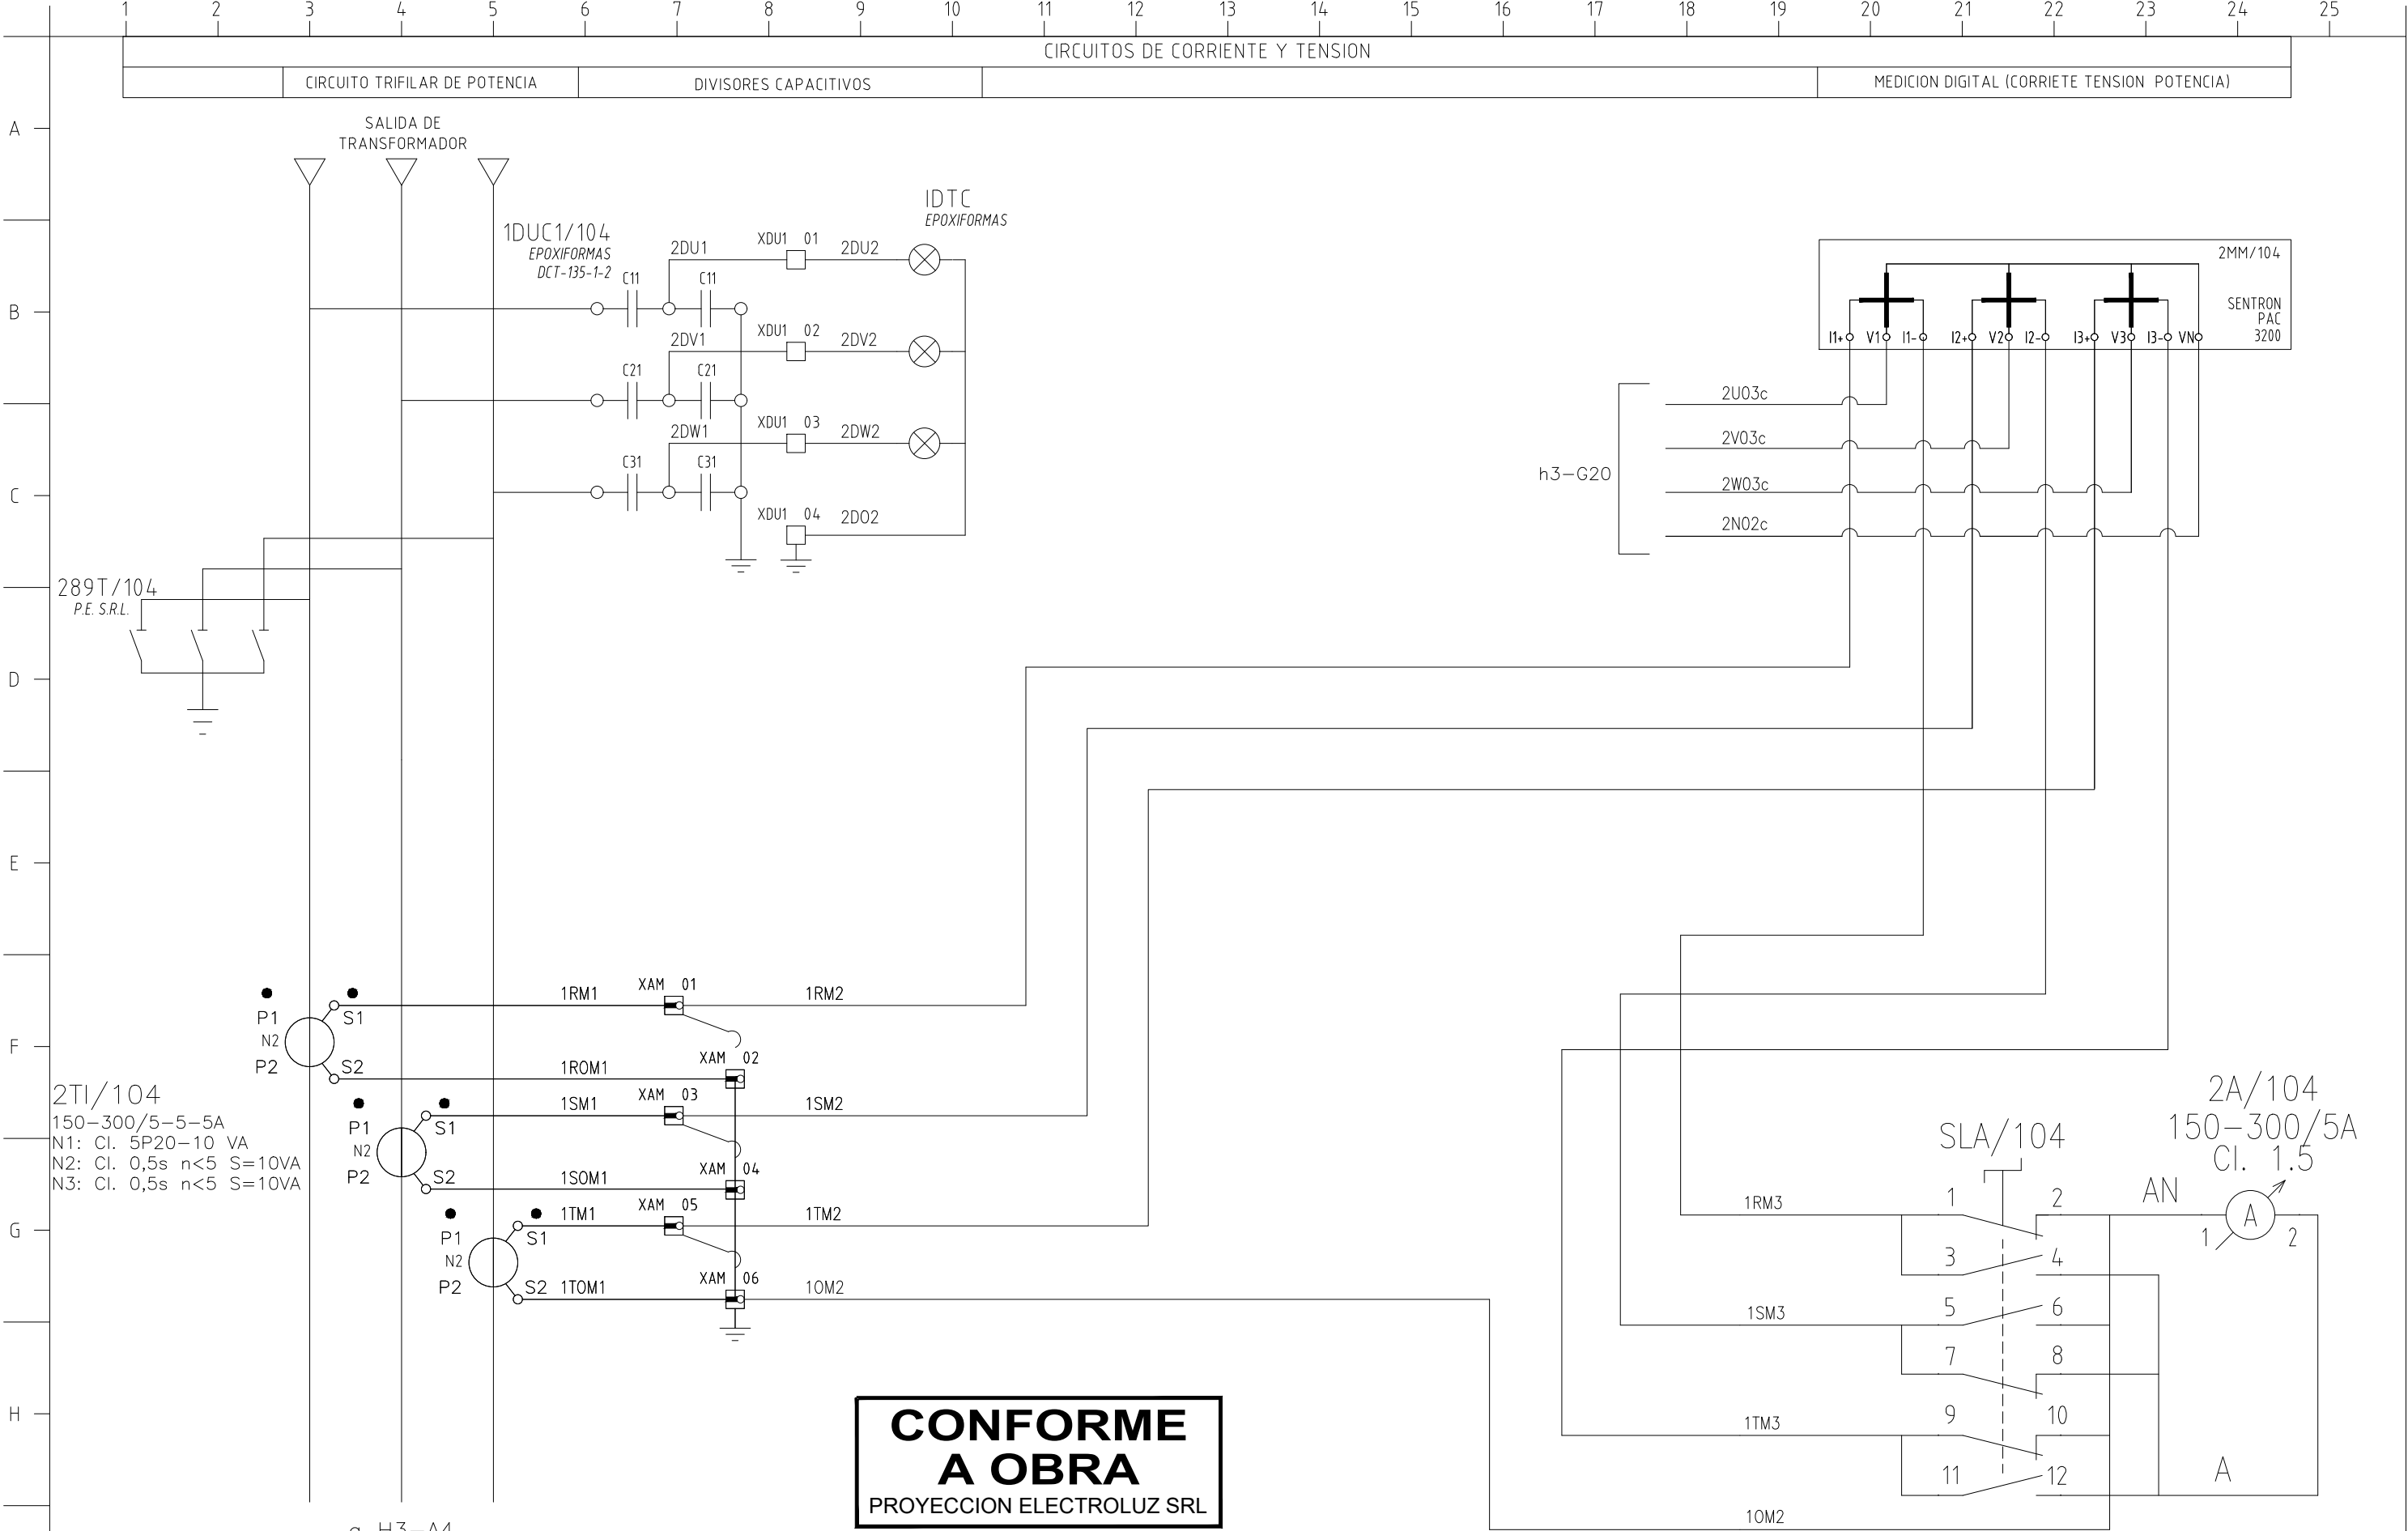 1 2 3 4 5 6 7 8 9 10 11 12 13 14 15 16 17 18 19 20 21 22 23 24 25
CIRCUITOS DE CORRIENTE Y TENSION
CIRCUITO TRIFILAR DE POTENCIA
DIVISORES CAPACITIVOS
MEDICION DIGITAL (CORRIETE TENSION POTENCIA)
A
B
C
D
E
F
G
H
SALIDA DE
TRANSFORMADOR
1DUC1/104
EPOXIFORMAS
DCT-135-1-2
IDTC
EPOXIFORMAS
2DU1
XDU1 01
2DU2
C11
C11
2DV1
XDU1 02
2DV2
C21
C21
2DW1
XDU1 03
2DW2
C31
C31
XDU1 04
2DO2
289T/104
P.E. S.R.L.
2MM/104
SENTRON
PAC
3200
I1+ V1 I1- I2+ V2 I2- I3+ V3 I3- VN
h3-G20
2U03c
2V03c
2W03c
2N02c
P1
N2
P2
S1
S2
1RM1
XAM 01
1RM2
1ROM1
XAM 02
2TI/104
150-300/5-5-5A
N1: Cl. 5P20-10 VA
N2: Cl. 0,5s n<5 S=10VA
N3: Cl. 0,5s n<5 S=10VA
P1
N2
P2
S1
S2
1SM1
XAM 03
1SM2
1SOM1
XAM 04
P1
N2
P2
S1
S2
1TM1
XAM 05
1TM2
1TOM1
XAM 06
1OM2
SLA/104
2A/104
150-300/5A
Cl. 1.5
1RM3
1 2
3 4
AN
A
1 2
1SM3
5 6
7 8
1TM3
9 10
11 12
A
1OM2
CONFORME
A OBRA
PROYECCION ELECTROLUZ SRL
a H3-A4